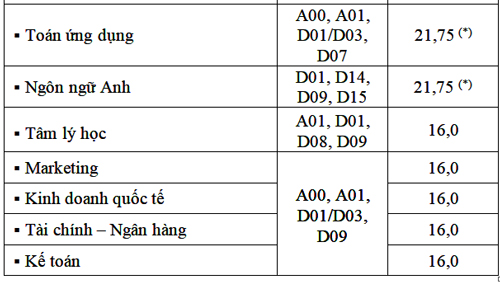 ▪ Toán ứng dụng
A00, A01,
D01/D03,
D07
21,75 (*)
▪ Ngôn ngữ Anh
D01, D14,
D09, D15
21,75 (*)
▪ Tâm lý học
A01, D01,
D08, D09
16,0
▪ Marketing
16,0
▪ Kinh doanh quốc tế
16,0
A00, A01,
D01/D03,
D09
▪ Tài chính – Ngân hàng
16,0
▪ Kế toán
16,0